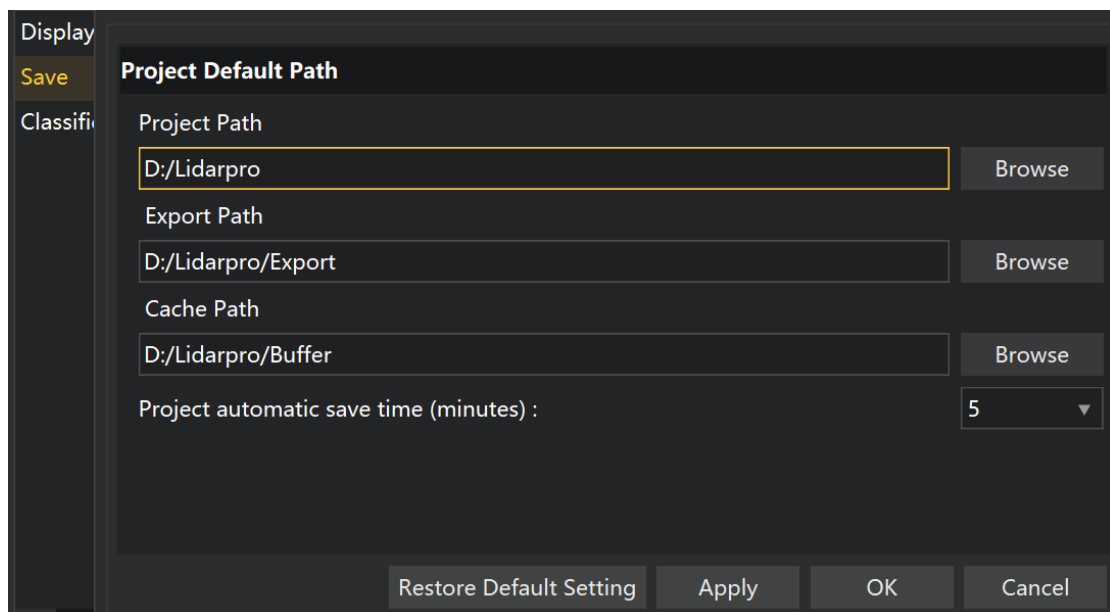 Display
Save
Classifi
Project Default Path
Project Path
D:/Lidarpro
Browse
Export Path
D:/Lidarpro/Export
Browse
Cache Path
D:/Lidarpro/Buffer
Browse
Project automatic save time (minutes) :
5
Restore Default Setting
Apply
OK
Cancel